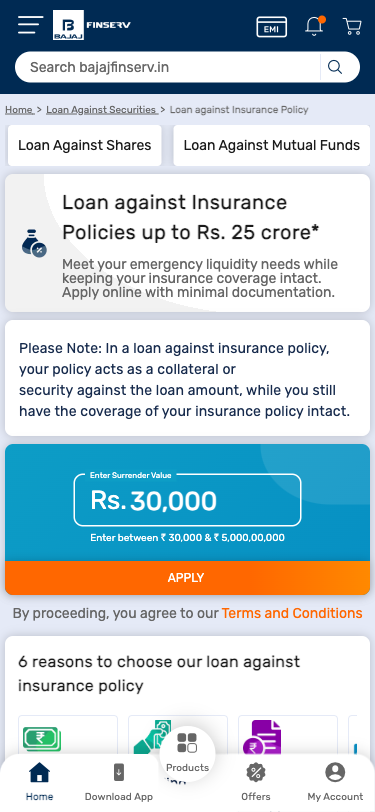 B
BAJAJ
FINSERV
EMI
Search bajajfinserv.in
Home > Loan Against Securities > Loan against Insurance Policy
Loan Against Shares
Loan Against Mutual Funds
Loan against Insurance
Policies up to Rs. 25 crore*
Meet your emergency liquidity needs while
keeping your insurance coverage intact.
Apply online with minimal documentation.
Please Note: In a loan against insurance policy,
your policy acts as a collateral or
security against the loan amount, while you still
have the coverage of your insurance policy intact.
Enter Surrender Value
Rs. 30,000
Enter between ₹ 30,000 & ₹ 5,000,00,000
APPLY
By proceeding, you agree to our Terms and Conditions
6 reasons to choose our loan against
insurance policy
Home
Download App
Products
Offers
My Account